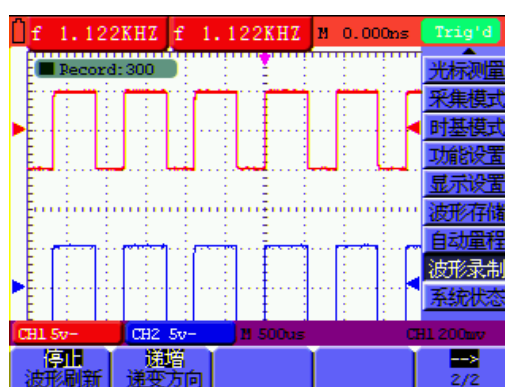 f 1.122KHZ f 1.122KHZ M 0.000ns Trig'd
Record:300
光标测量
采集模式
时基模式
功能设置
显示设置
波形存储
自动量程
波形录制
系统状态
CH1 5v- CH2 5v- M 500us CH1 200mv
停止 递增 -->
波形刷新 递变方向 2/2